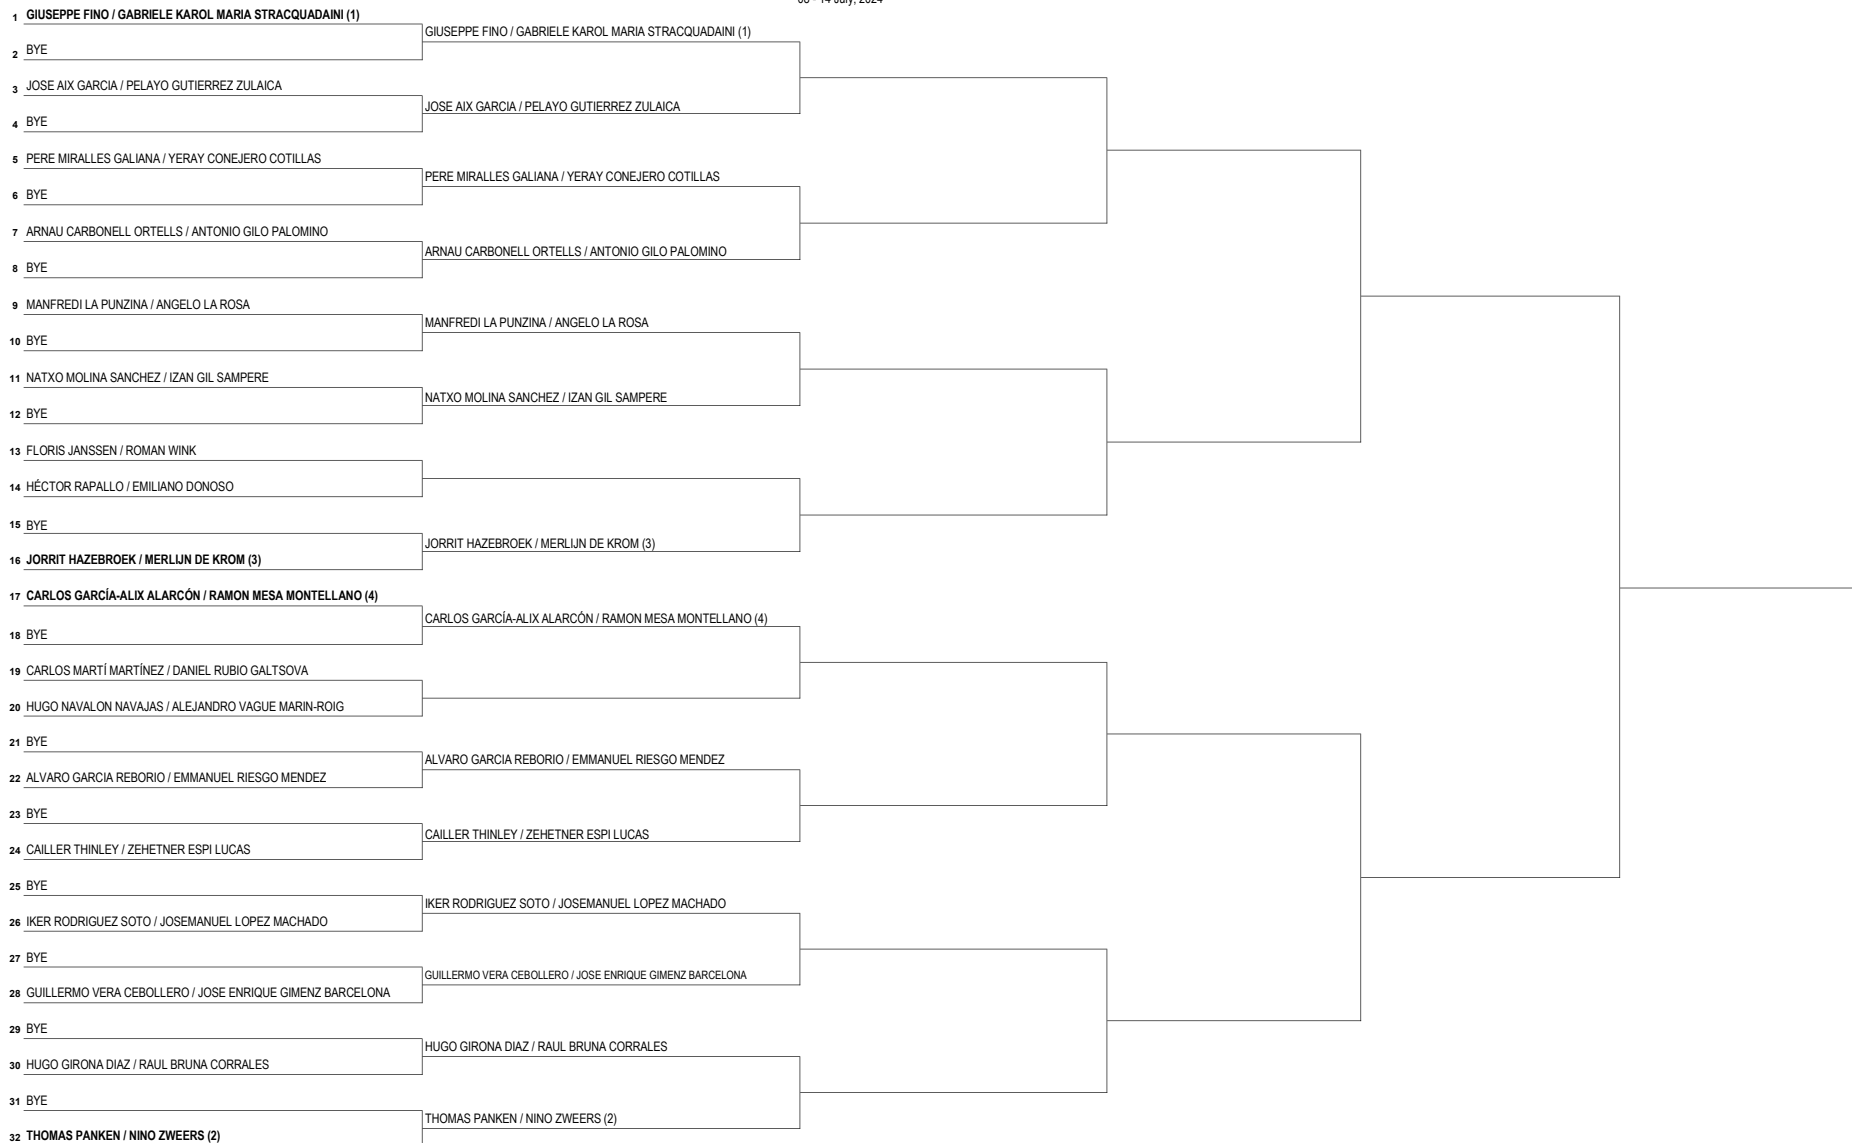 08 - 14 July, 2024
1 GIUSEPPE FINO / GABRIELE KAROL MARIA STRACQUADAINI (1)
GIUSEPPE FINO / GABRIELE KAROL MARIA STRACQUADAINI (1)
2 BYE
3 JOSE AIX GARCIA / PELAYO GUTIERREZ ZULAICA
JOSE AIX GARCIA / PELAYO GUTIERREZ ZULAICA
4 BYE
5 PERE MIRALLES GALIANA / YERAY CONEJERO COTILLAS
PERE MIRALLES GALIANA / YERAY CONEJERO COTILLAS
6 BYE
7 ARNAU CARBONELL ORTELLS / ANTONIO GILO PALOMINO
ARNAU CARBONELL ORTELLS / ANTONIO GILO PALOMINO
8 BYE
9 MANFREDI LA PUNZINA / ANGELO LA ROSA
MANFREDI LA PUNZINA / ANGELO LA ROSA
10 BYE
11 NATXO MOLINA SANCHEZ / IZAN GIL SAMPERE
NATXO MOLINA SANCHEZ / IZAN GIL SAMPERE
12 BYE
13 FLORIS JANSSEN / ROMAN WINK
14 HÉCTOR RAPALLO / EMILIANO DONOSO
15 BYE
JORRIT HAZEBROEK / MERLIJN DE KROM (3)
16 JORRIT HAZEBROEK / MERLIJN DE KROM (3)
17 CARLOS GARCÍA-ALIX ALARCÓN / RAMON MESA MONTELLANO (4)
CARLOS GARCÍA-ALIX ALARCÓN / RAMON MESA MONTELLANO (4)
18 BYE
19 CARLOS MARTÍ MARTÍNEZ / DANIEL RUBIO GALTSOVA
20 HUGO NAVALON NAVAJAS / ALEJANDRO VAGUE MARIN-ROIG
21 BYE
ALVARO GARCIA REBORIO / EMMANUEL RIESGO MENDEZ
22 ALVARO GARCIA REBORIO / EMMANUEL RIESGO MENDEZ
23 BYE
CAILLER THINLEY / ZEHETNER ESPI LUCAS
24 CAILLER THINLEY / ZEHETNER ESPI LUCAS
25 BYE
IKER RODRIGUEZ SOTO / JOSEMANUEL LOPEZ MACHADO
26 IKER RODRIGUEZ SOTO / JOSEMANUEL LOPEZ MACHADO
27 BYE
GUILLERMO VERA CEBOLLERO / JOSE ENRIQUE GIMENZ BARCELONA
28 GUILLERMO VERA CEBOLLERO / JOSE ENRIQUE GIMENZ BARCELONA
29 BYE
HUGO GIRONA DIAZ / RAUL BRUNA CORRALES
30 HUGO GIRONA DIAZ / RAUL BRUNA CORRALES
31 BYE
THOMAS PANKEN / NINO ZWEERS (2)
32 THOMAS PANKEN / NINO ZWEERS (2)